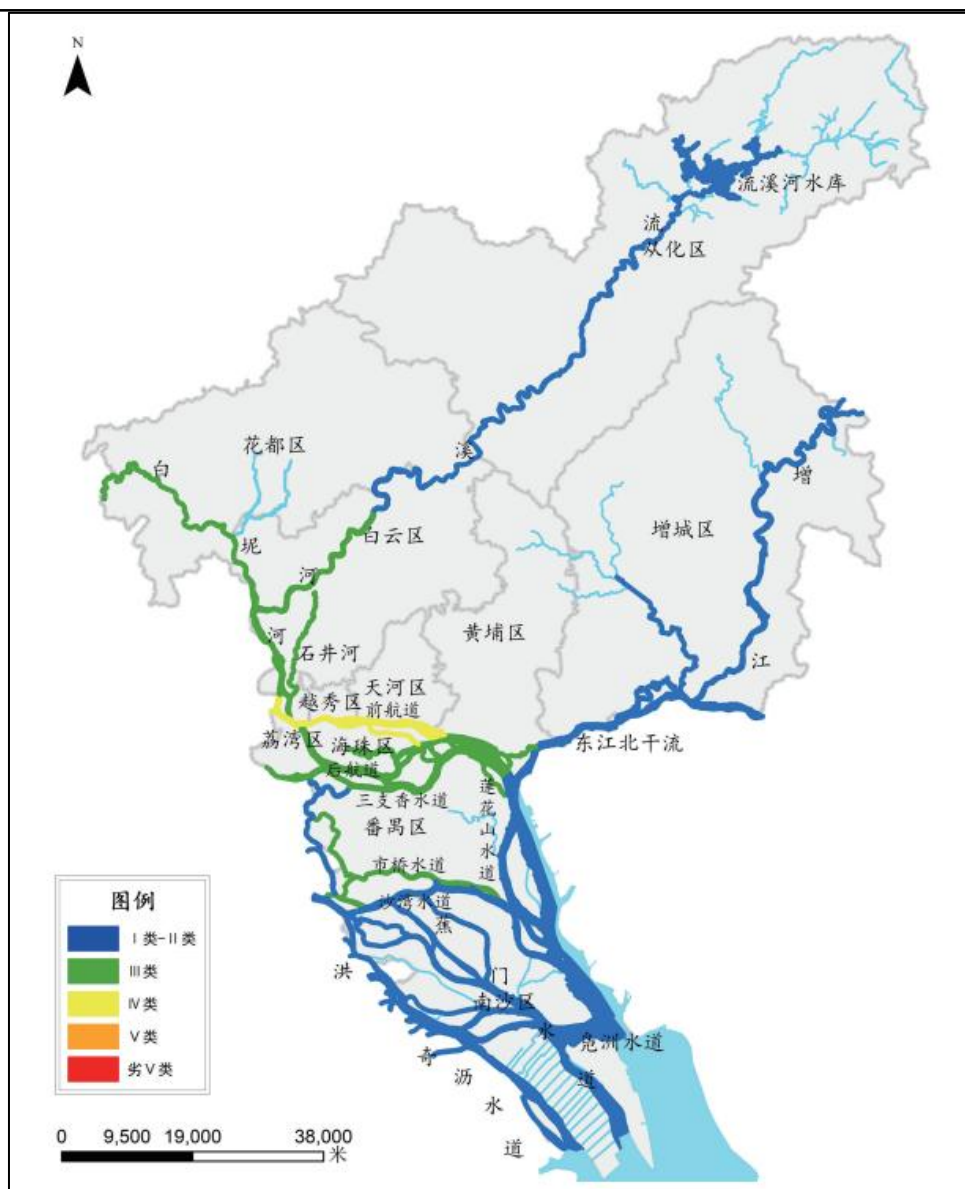 N
流溪河水库
流
从化区
花都区
溪
白
增
白云区
坭
增城区
河
黄埔区
河
石井河
江
天河区
越秀区
前航道
荔湾区
海珠区
东江北干流
后航道
三支香水道
莲花山水道
番禺区
市桥水道
沙湾水道
蕉
洪
门
南沙区
水
凫洲水道
奇
道
沥
水
道
图例
Ⅰ类-Ⅱ类
Ⅲ类
Ⅳ类
Ⅴ类
劣Ⅴ类
0 9,500 19,000 38,000
米